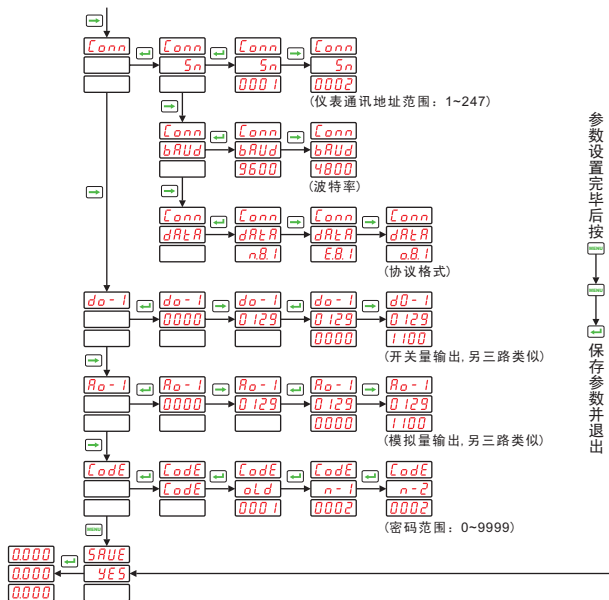 Conn Conn Conn Conn
Sn Sn Sn
0001 0002
(仪表通讯地址范围：1~247)
Conn Conn Conn
bAUd bAUd bAUd
9600 4800
(波特率)
Conn Conn Conn Conn
dAtA dAtA dAtA dAtA
n.8.1 E.8.1 o.8.1
(协议格式)
do-1 do-1 do-1 do-1 d0-1
0000 0129 0129 0129
0000 1100
(开关量输出,另三路类似)
Ao-1 Ao-1 Ao-1 Ao-1 Ao-1
0000 0129 0129 0129
0000 1100
(模拟量输出,另三路类似)
CodE CodE CodE CodE CodE
CodE oLd n-1 n-2
0001 0002 0002
(密码范围：0~9999)
MENU
0.000 SAUE
0.000 YES
0.000
参数设置完毕后按
MENU
MENU
保存参数并退出